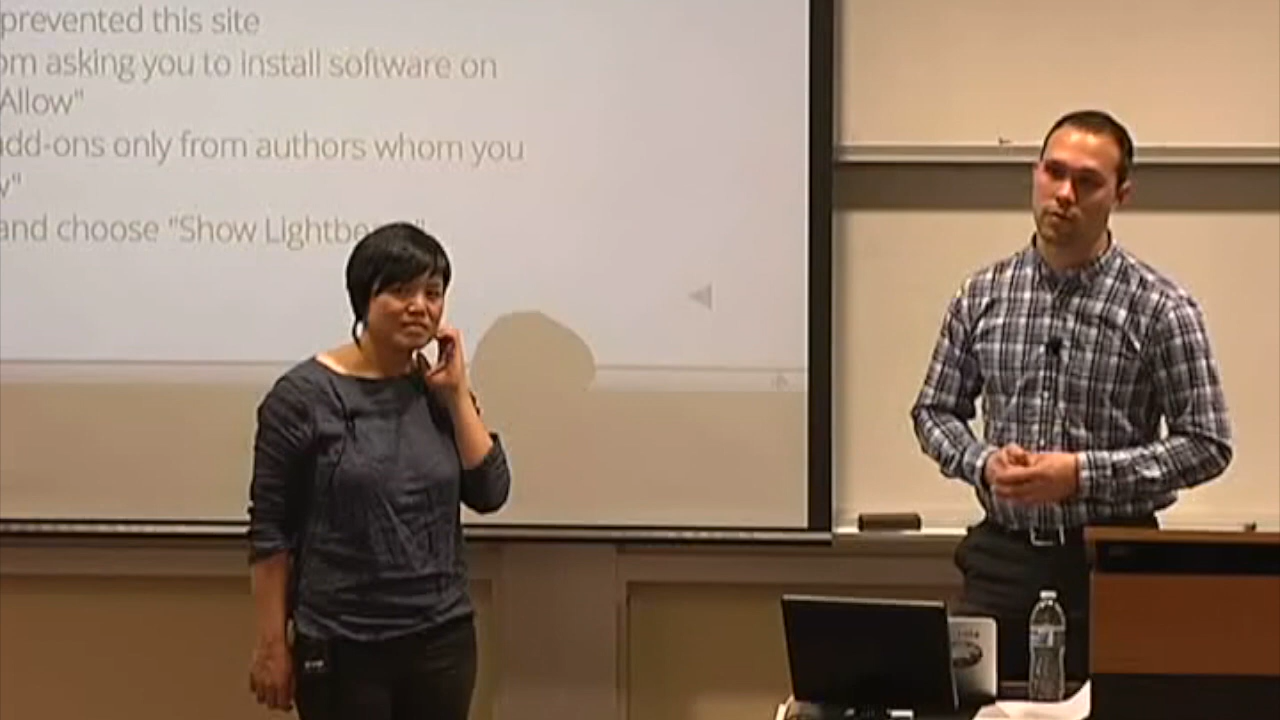 prevented this site
om asking you to install software on
Allow"
add-ons only from authors whom you
w"
and choose "Show Lightbe